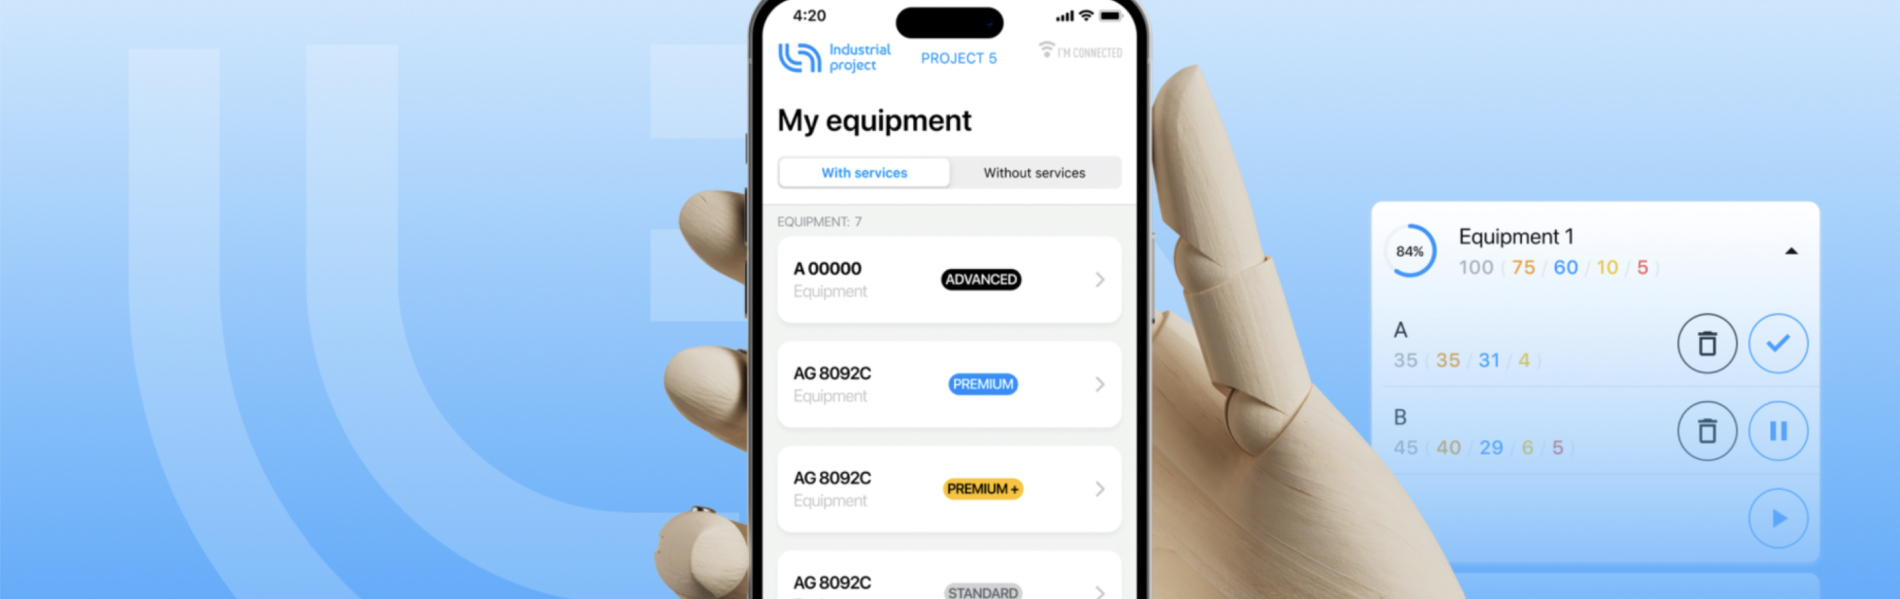 4:20
Industrial
project
PROJECT 5
I'M CONNECTED
My equipment
With services
Without services
EQUIPMENT: 7
A 00000
Equipment
ADVANCED
AG 8092C
Equipment
PREMIUM
AG 8092C
Equipment
PREMIUM +
AG 8092C
STANDARD
84%
Equipment 1
100 ( 75 / 60 / 10 / 5 )
A
35 ( 35 / 31 / 4 )
B
45 ( 40 / 29 / 6 / 5 )